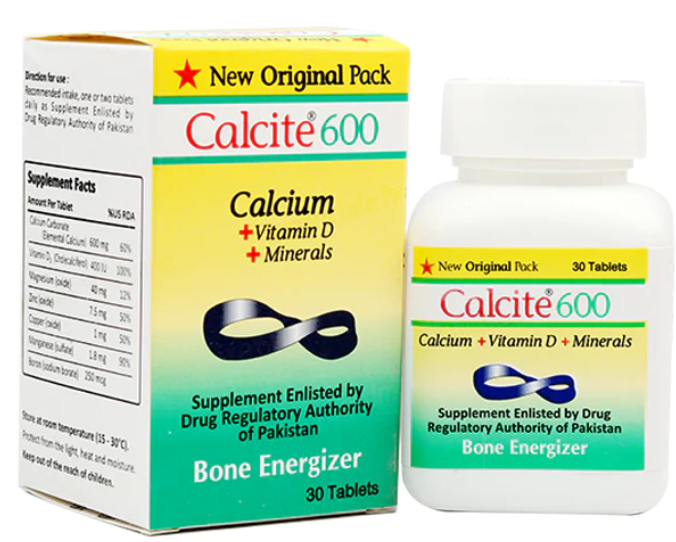 Direction for use :
Recommended intake, one or two tablets
daily as Supplement Enlisted by
Drug Regulatory Authority of Pakistan
Supplement Facts
Amount Per Tablet %US RDA
Calcium Carbonate
(Elemental Calcium) 600 mg 60%
Vitamin D, (Cholecalciferol) 400 IU 100%
Magnesium (oxide) 40 mg 12%
Zinc (oxide) 7.5 mg 50%
Copper (oxide) 1 mg 50%
Manganese (sulfate) 1.8 mg 90%
Boron (sodium borate) 250 mcg
Store at room temperature (15 - 30°C).
Protect from the light, heat and moisture.
Keep out of the reach of children.
New Original Pack
Calcite® 600
Calcium
+Vitamin D
+Minerals
Supplement Enlisted by
Drug Regulatory Authority
of Pakistan
Bone Energizer
30 Tablets
New Original Pack 30 Tablets
Calcite® 600
Calcium + Vitamin D + Minerals
Supplement Enlisted by Drug
Regulatory Authority of Pakistan
Bone Energizer